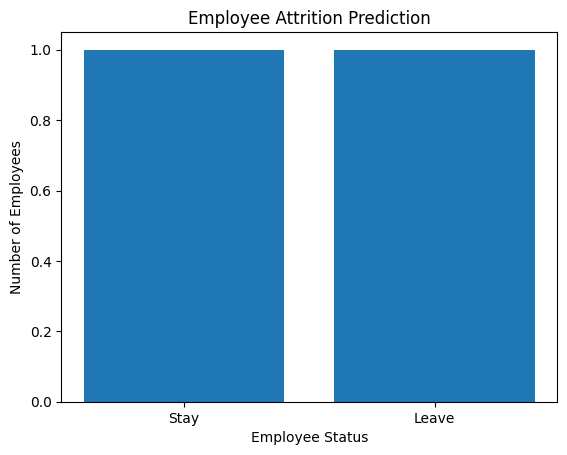 Employee Attrition Prediction
Number of Employees
1.0
0.8
0.6
0.4
0.2
0.0
Stay
Leave
Employee Status